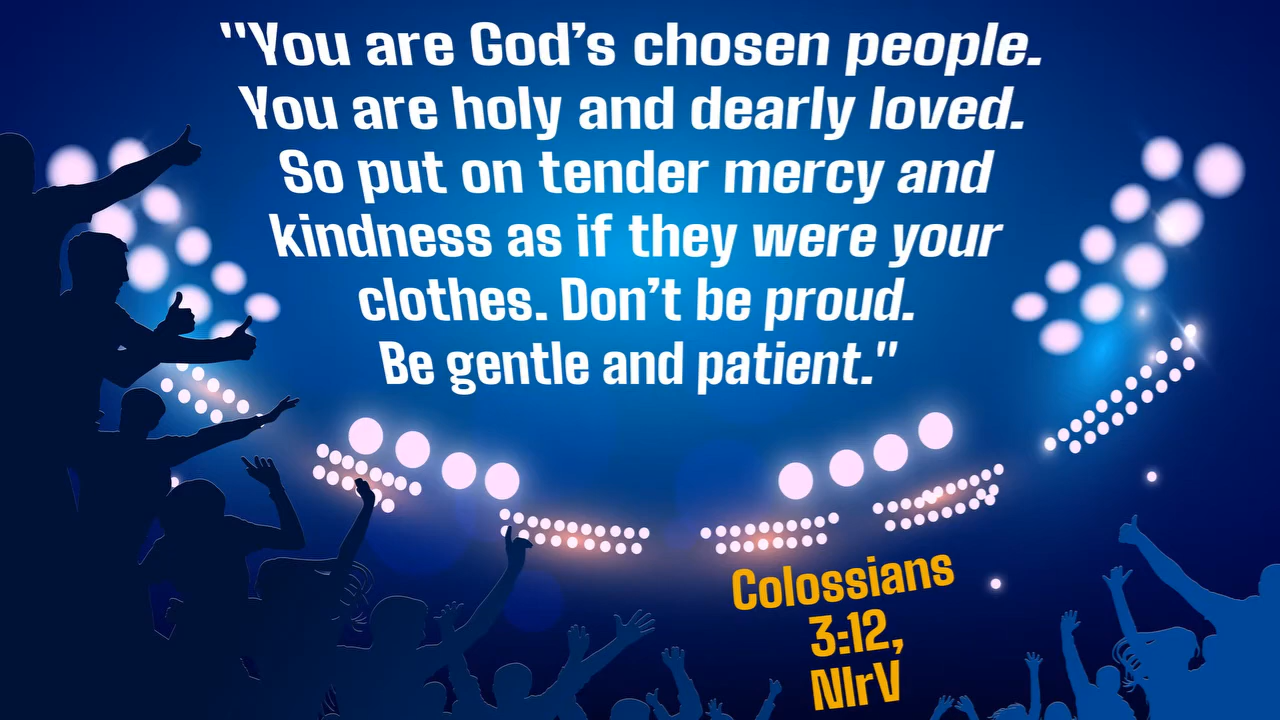 "You are God’s chosen people.
You are holy and dearly loved.
So put on tender mercy and
kindness as if they were your
clothes. Don’t be proud.
Be gentle and patient."
Colossians
3:12,
NIrV